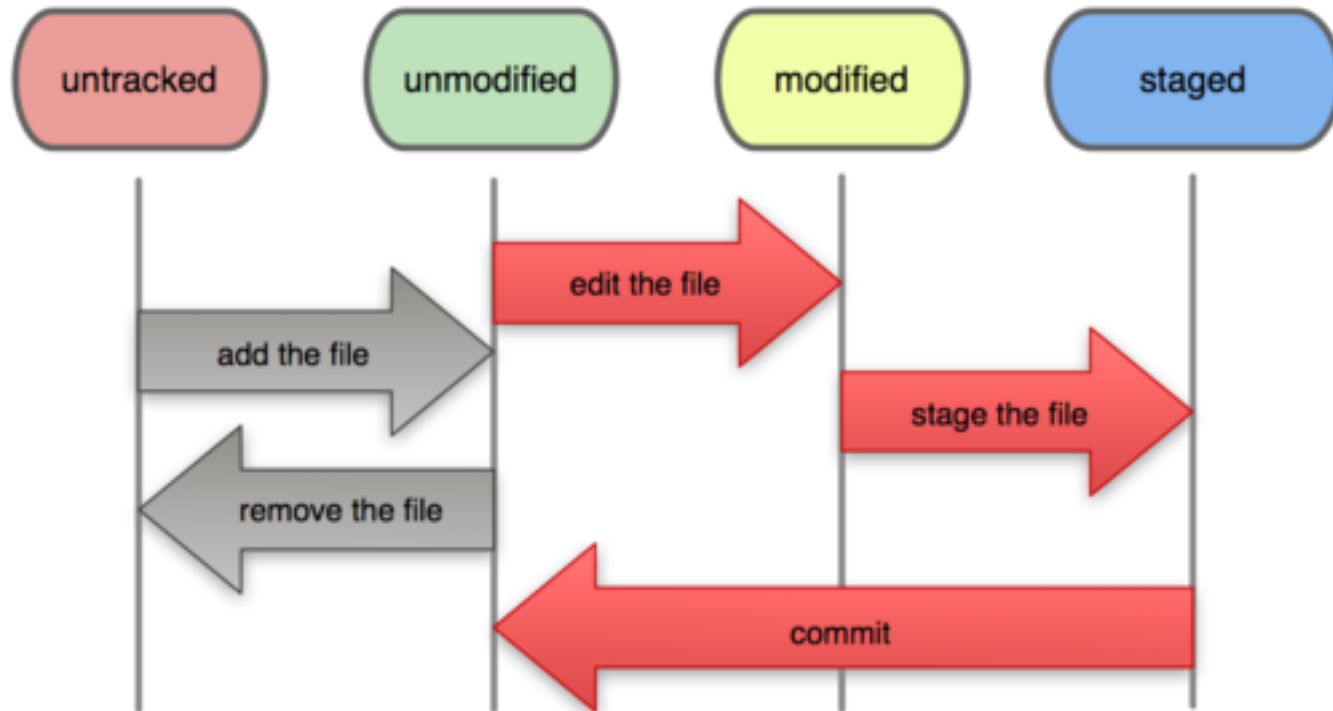 untracked
unmodified
modified
staged
edit the file
add the file
stage the file
remove the file
commit